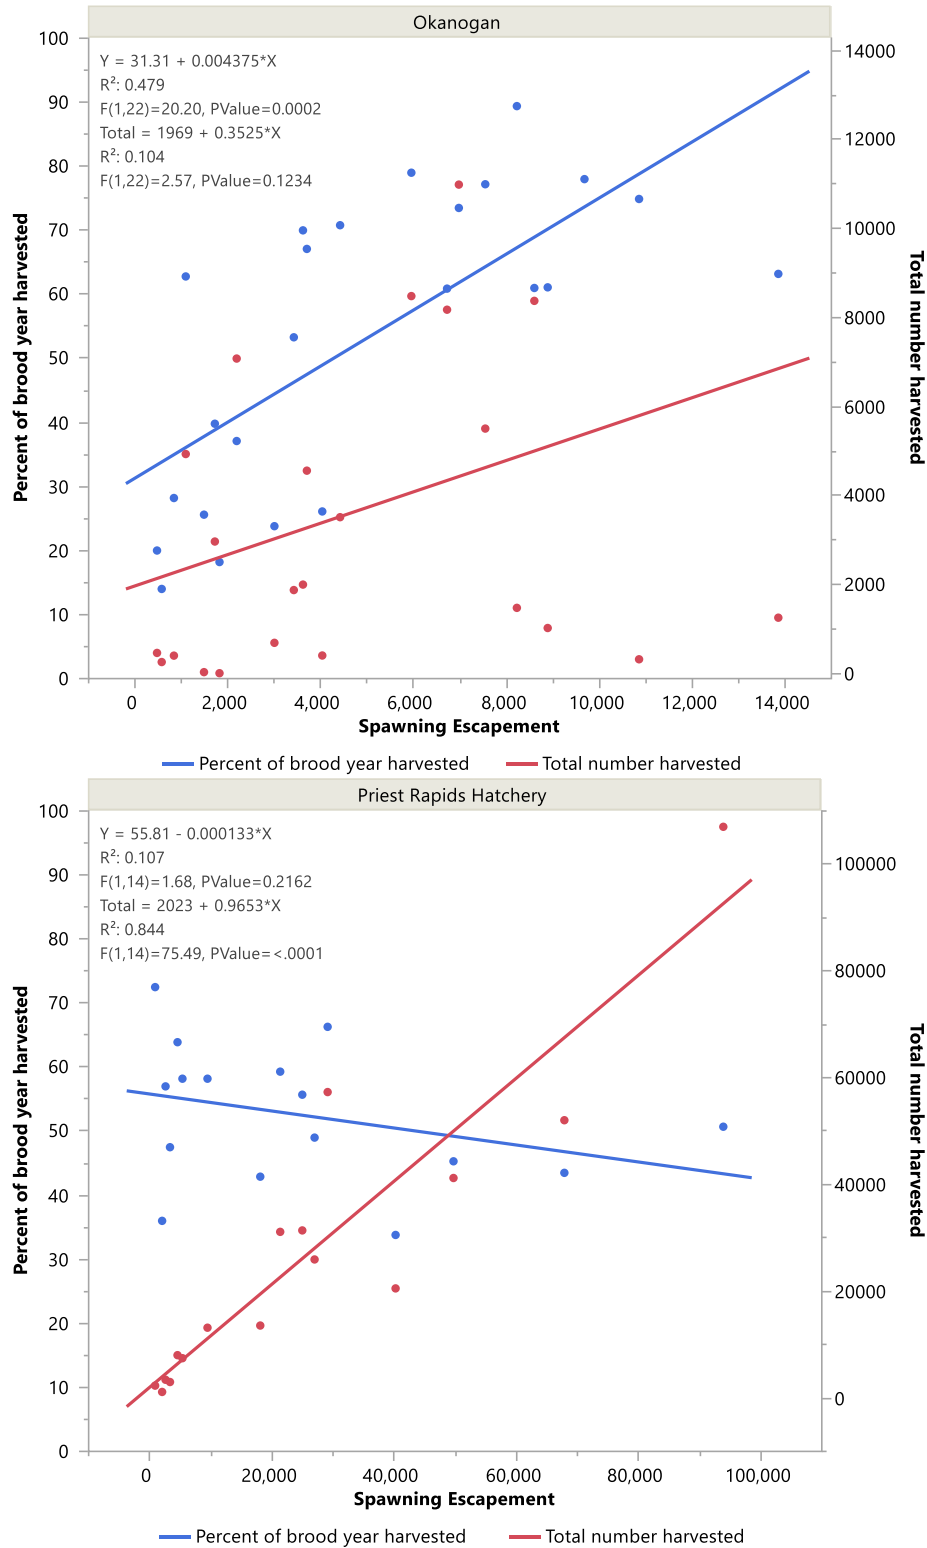 Okanogan
Y = 31.31 + 0.004375*X
R²: 0.479
F(1,22)=20.20, PValue=0.0002
Total = 1969 + 0.3525*X
R²: 0.104
F(1,22)=2.57, PValue=0.1234
100
90
80
70
60
50
40
30
20
10
0
Percent of brood year harvested
14000
12000
10000
8000
6000
4000
2000
0
Total number harvested
0 2,000 4,000 6,000 8,000 10,000 12,000 14,000
Spawning Escapement
Percent of brood year harvested Total number harvested
Priest Rapids Hatchery
Y = 55.81 - 0.000133*X
R²: 0.107
F(1,14)=1.68, PValue=0.2162
Total = 2023 + 0.9653*X
R²: 0.844
F(1,14)=75.49, PValue=<.0001
100
90
80
70
60
50
40
30
20
10
0
Percent of brood year harvested
100000
80000
60000
40000
20000
0
Total number harvested
0 20,000 40,000 60,000 80,000 100,000
Spawning Escapement
Percent of brood year harvested Total number harvested